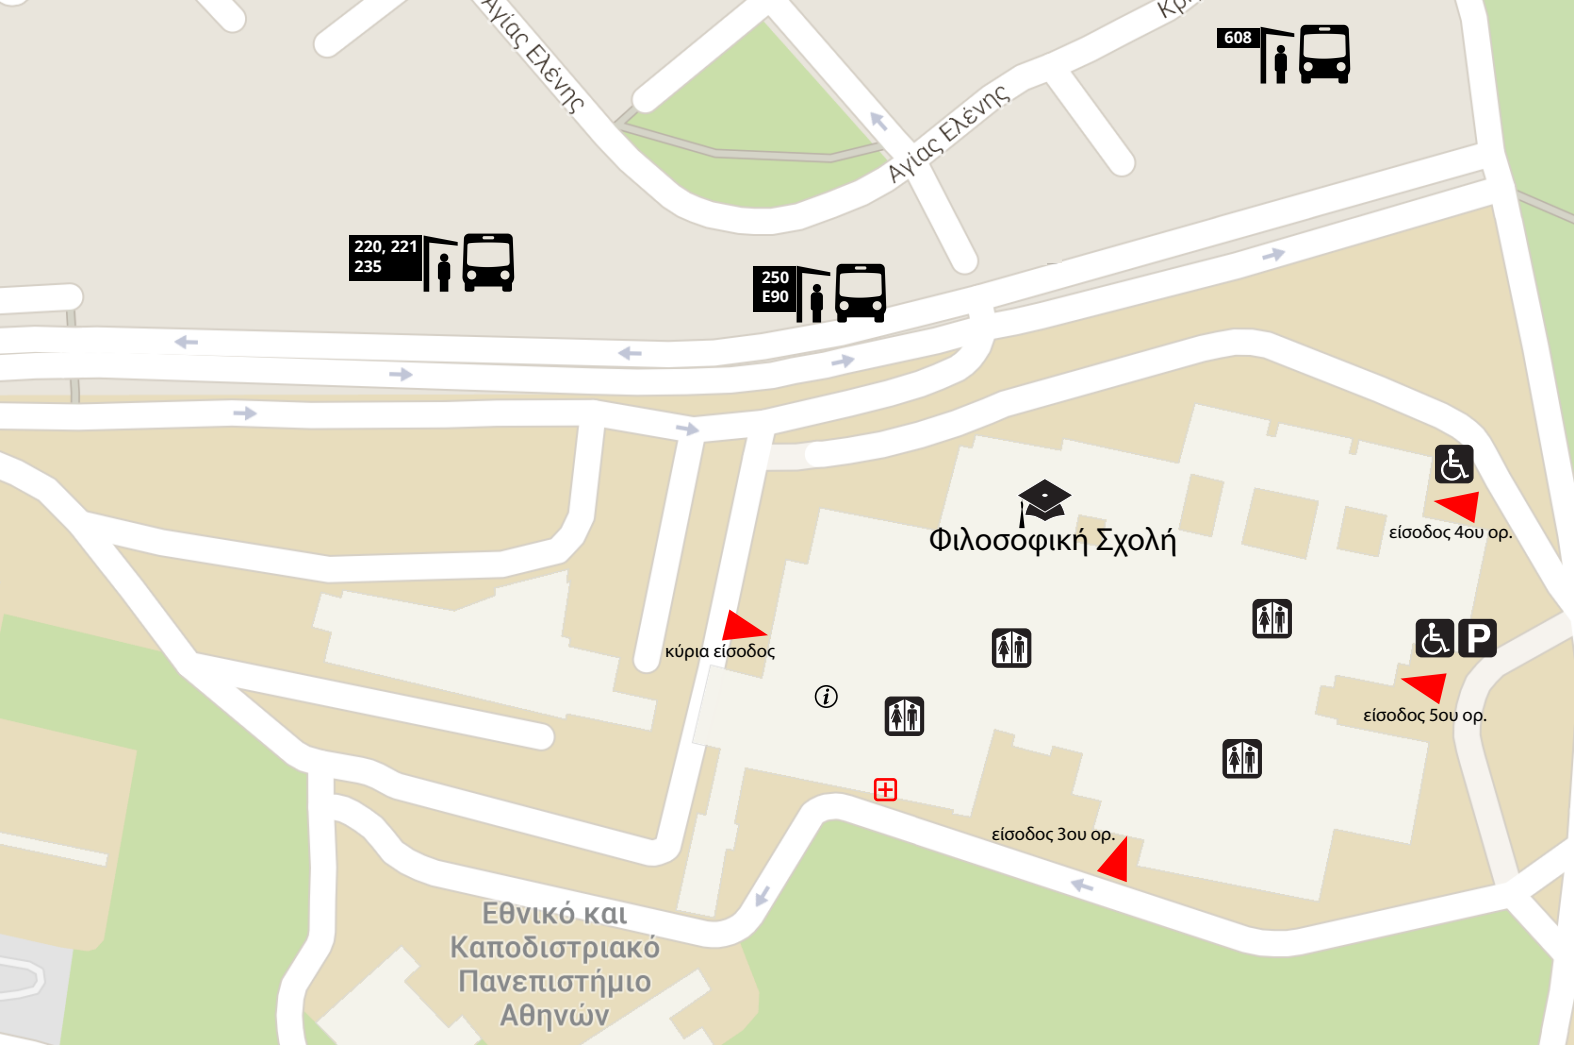 Αγίας Ελένης
608
Αγίας Ελένης
220, 221
235
250
E90
Φιλοσοφική Σχολή
είσοδος 4ου ορ.
κύρια είσοδος
P
είσοδος 5ου ορ.
i
είσοδος 3ου ορ.
Εθνικό και
Καποδιστριακό
Πανεπιστήμιο
Αθηνών